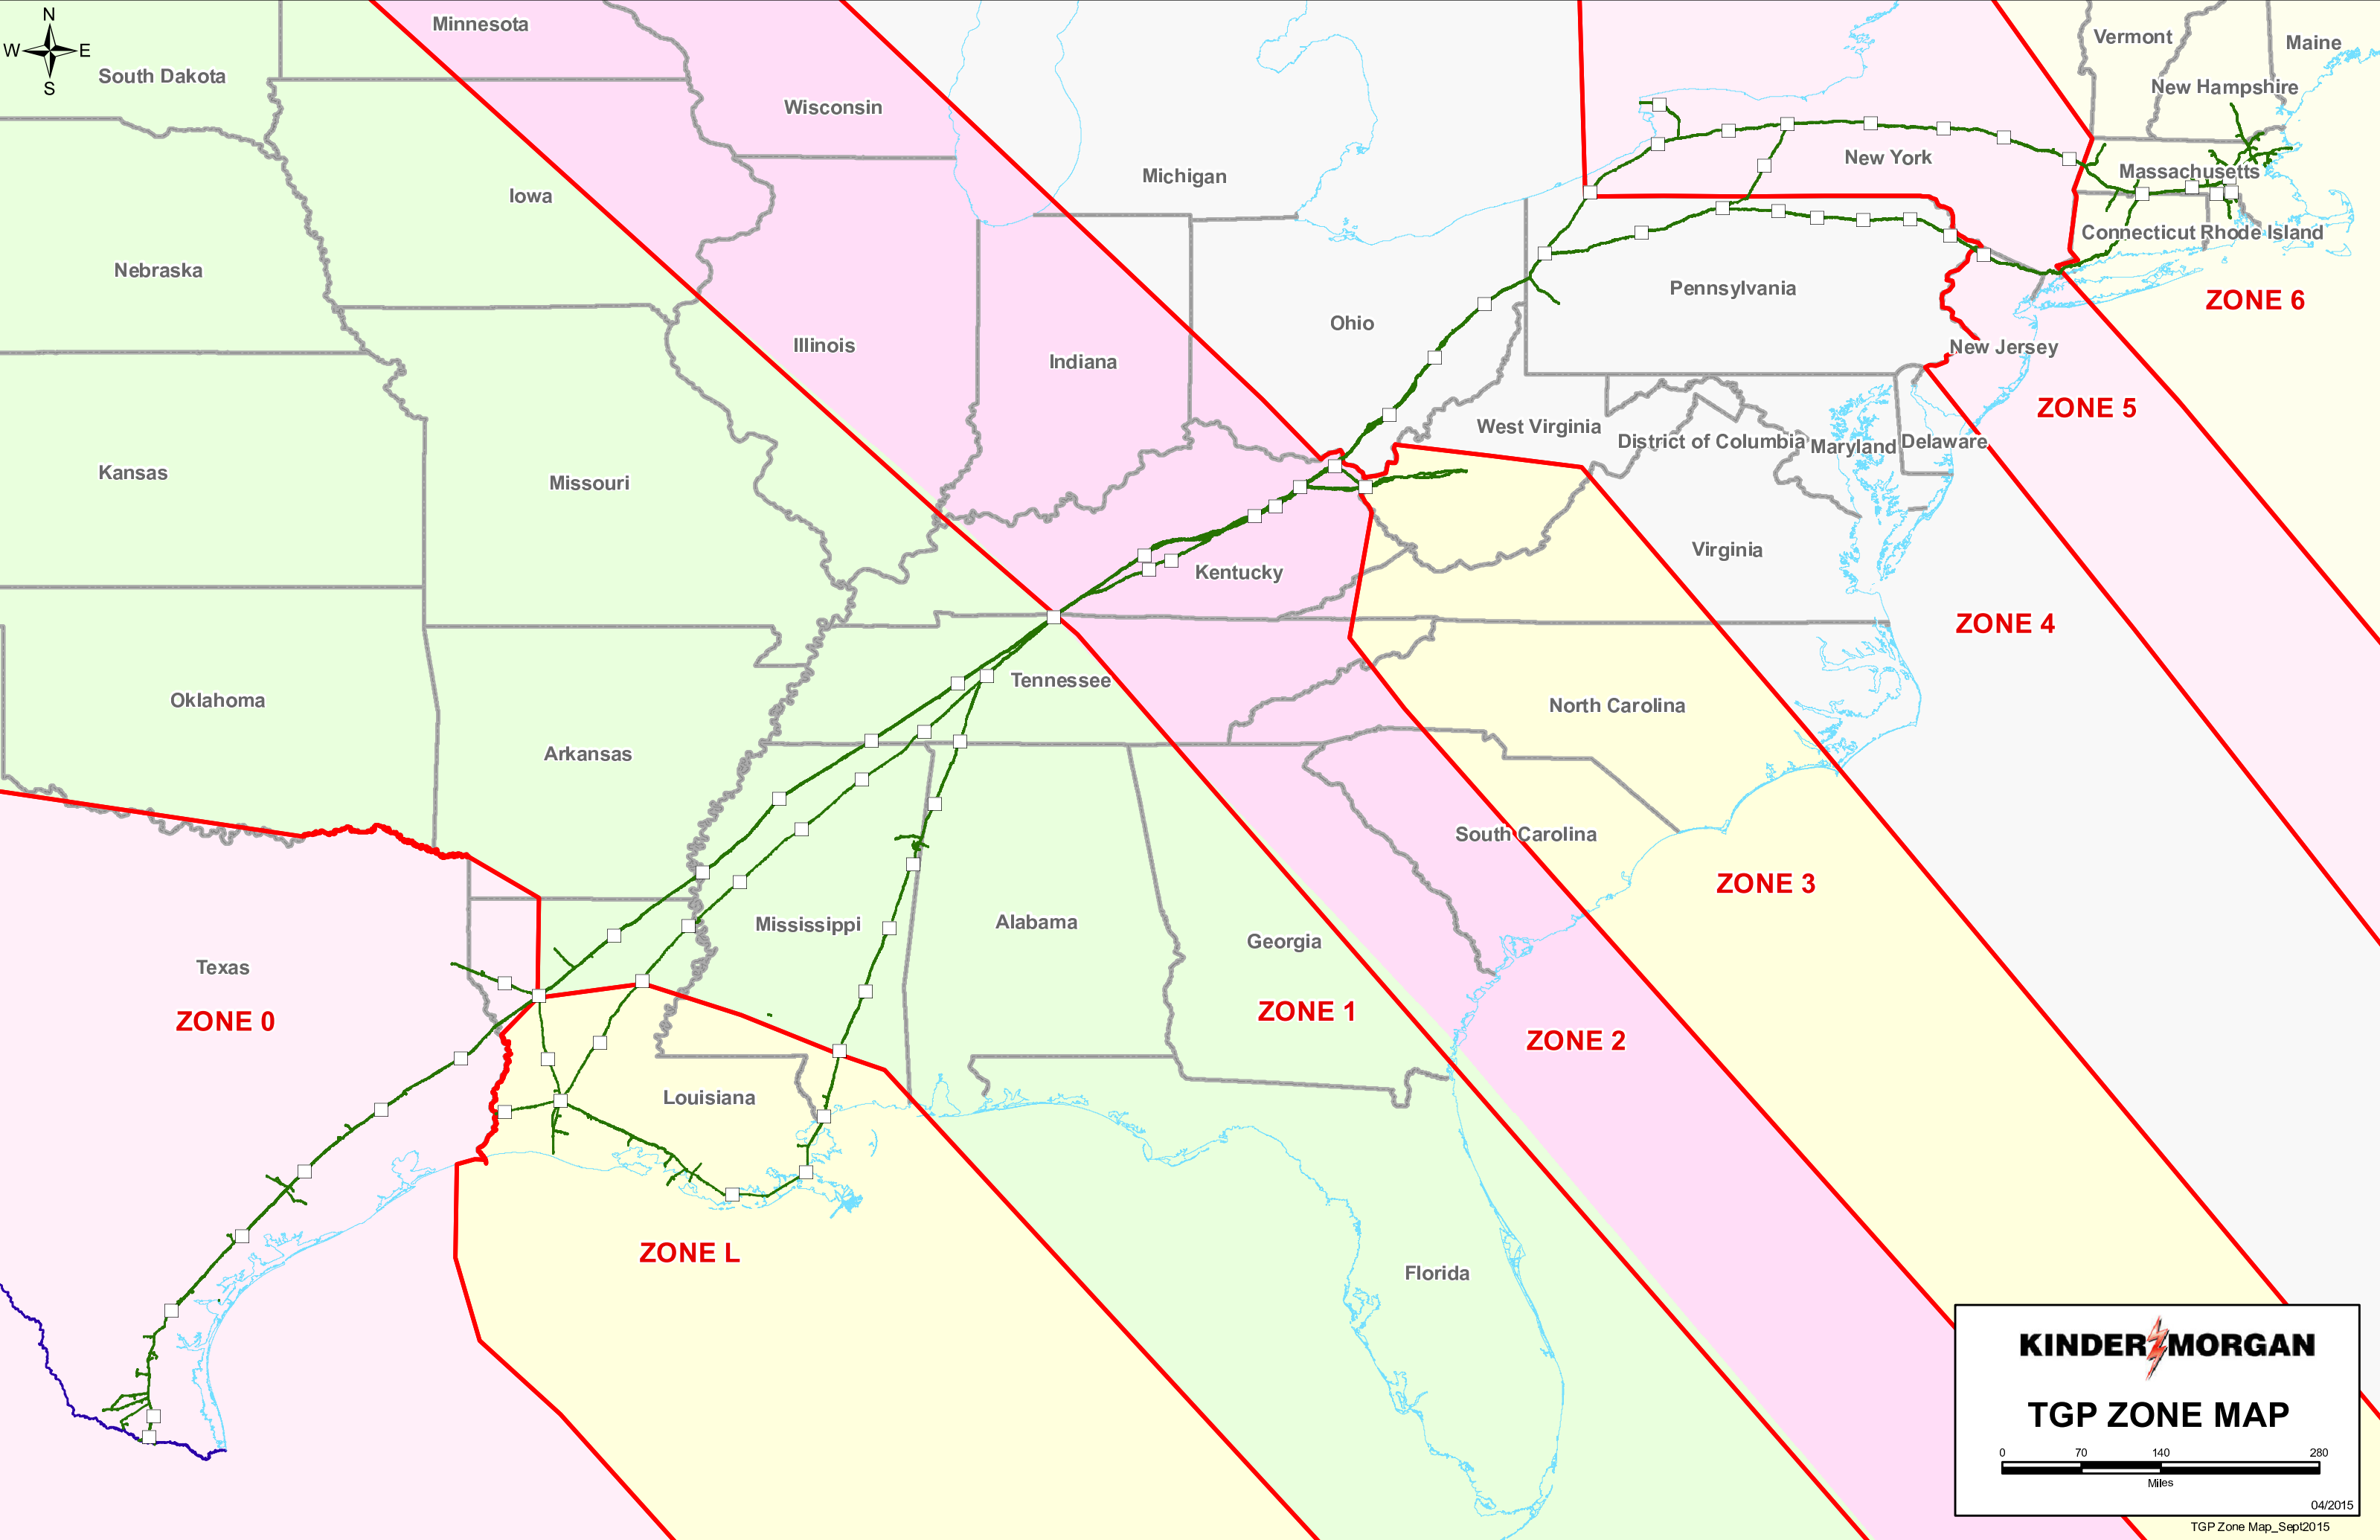 N
W E
S
Minnesota
South Dakota
Wisconsin
Vermont
Maine
New Hampshire
Iowa
Michigan
New York
Massachusetts
Connecticut Rhode Island
Nebraska
Pennsylvania
ZONE 6
Ohio
Illinois
Indiana
New Jersey
ZONE 5
West Virginia
District of Columbia
Maryland
Delaware
Kansas
Missouri
Virginia
Kentucky
ZONE 4
Oklahoma
Tennessee
North Carolina
Arkansas
South Carolina
ZONE 3
Mississippi
Alabama
Georgia
Texas
ZONE 0
ZONE 1
ZONE 2
Louisiana
ZONE L
Florida
KINDER MORGAN
TGP ZONE MAP
0 70 140 280
Miles
04/2015
TGP Zone Map_Sept2015